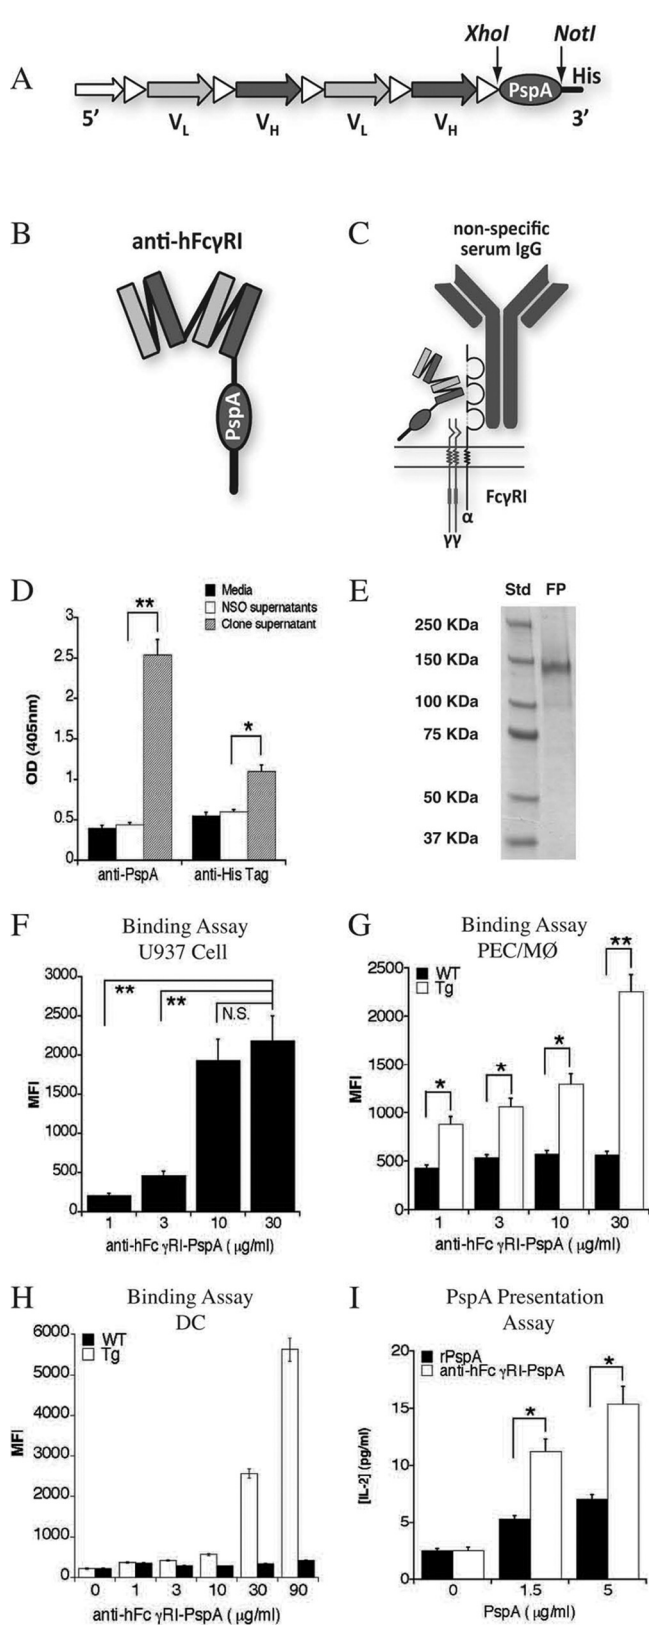 XhoI NotI
A
PspA
His
5’ VL VH VL VH 3’
B
anti-hFcγRI
PspA
C
non-specific
serum IgG
FcγRI
α
γγ
D
Media
NSO supernatants
Clone supernatant
** *
OD (405nm)
3
2.5
2
1.5
1
0.5
0
anti-PspA anti-His Tag
E
Std FP
250 KDa
150 KDa
100 KDa
75 KDa
50 KDa
37 KDa
F
Binding Assay
U937 Cell
** ** N.S.
MFI
3000
2500
2000
1500
1000
500
0
1 3 10 30
anti-hFc γRI-PspA ( μg/ml)
G
Binding Assay
PEC/MØ
WT
Tg
* * * **
MFI
2500
2000
1500
1000
500
0
1 3 10 30
anti-hFc γRI-PspA ( μg/ml)
H
Binding Assay
DC
WT
Tg
MFI
6000
5000
4000
3000
2000
1000
0
0 1 3 10 30 90
anti-hFc γRI-PspA ( μg/ml)
I
PspA Presentation
Assay
rPspA
anti-hFc γRI-PspA
* *
[IL-2] (pg/ml)
20
15
10
5
0
0 1.5 5
PspA ( μg/ml)